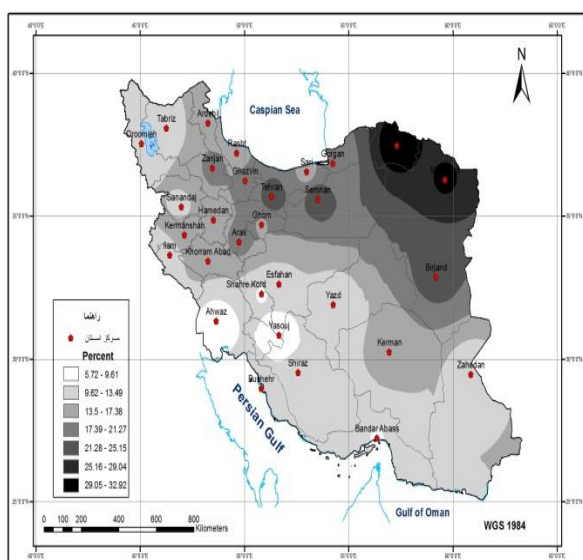 N
Caspian Sea
Ardebil
Tabriz
Oroomieh
Rasht
Gorgan
Sari
Zanjan
Ghazvin
Tehran
Semnan
Sanandaj
Hamedan
Ghom
Kermanshah
Arak
Ilam
Khorram Abad
Birjand
Esfahan
Shahre Kord
Yazd
Ahwaz
Yasouj
Kerman
Shiraz
Zahedan
Bushehr
Bandar Abass
Persian Gulf
Gulf of Oman
راهنما
مرکز استان
Percent
5.72 - 9.61
9.62 - 13.49
13.5 - 17.38
17.39 - 21.27
21.28 - 25.15
25.16 - 29.04
29.05 - 32.92
0 100 200 400 600 800
Kilometers
WGS 1984